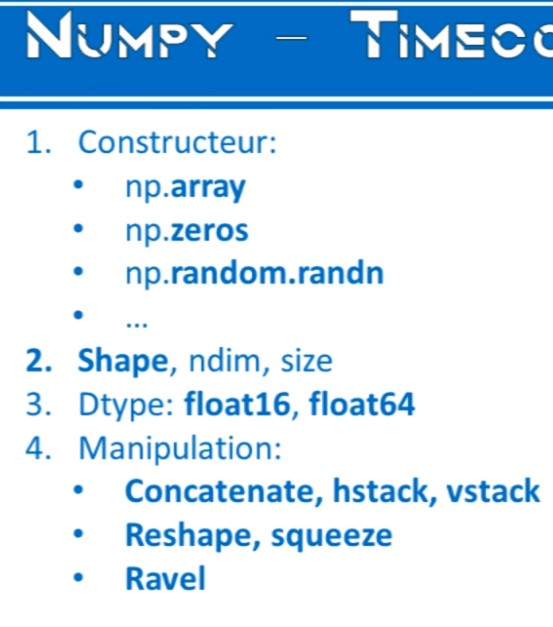 NUMPY – TIMECO
1. Constructeur:
• np.array
• np.zeros
• np.random.randn
• ...
2. Shape, ndim, size
3. Dtype: float16, float64
4. Manipulation:
• Concatenate, hstack, vstack
• Reshape, squeeze
• Ravel